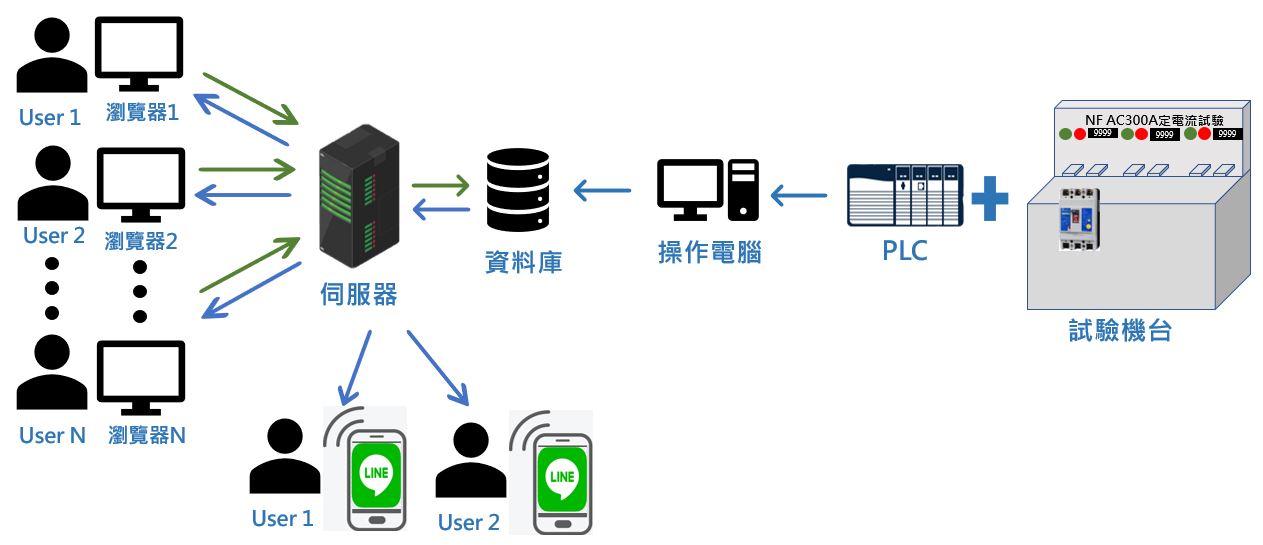 User 1
瀏覽器1
User 2
瀏覽器2
User N
瀏覽器N
伺服器
資料庫
操作電腦
PLC
NF AC300A定電流試驗
9999
9999
9999
試驗機台
User 1
LINE
User 2
LINE